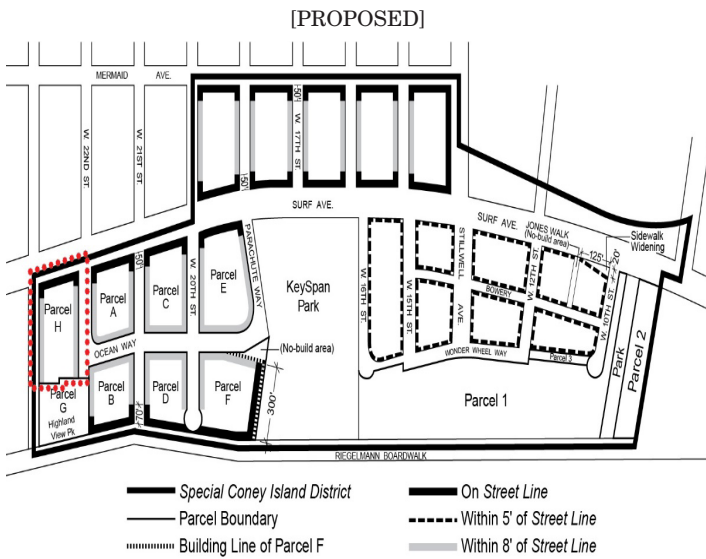 [PROPOSED]
MERMAID AVE.
50'
W. 22ND ST.
W. 21ST ST.
W. 17TH ST.
50'
SURF AVE.
SURF AVE.
JONES WALK
(No-build area)
Sidewalk
Widening
125'
20'
50'
W. 20TH ST.
PARACHUTE WAY
Parcel
E
Parcel
A
Parcel
C
Parcel
H
KeySpan
Park
W. 16TH ST.
W. 15TH ST.
STILLWELL AVE.
BOWERY
W. 12TH ST.
W. 10TH ST.
OCEAN WAY
(No-build area)
WONDER WHEEL WAY
Parcel 3
Park
Parcel 2
Parcel
G
Highland
View Pk
Parcel
B
Parcel
D
Parcel
F
70'
300'
Parcel 1
RIEGELMANN BOARDWALK
Special Coney Island District
On Street Line
Parcel Boundary
Within 5' of Street Line
Building Line of Parcel F
Within 8' of Street Line